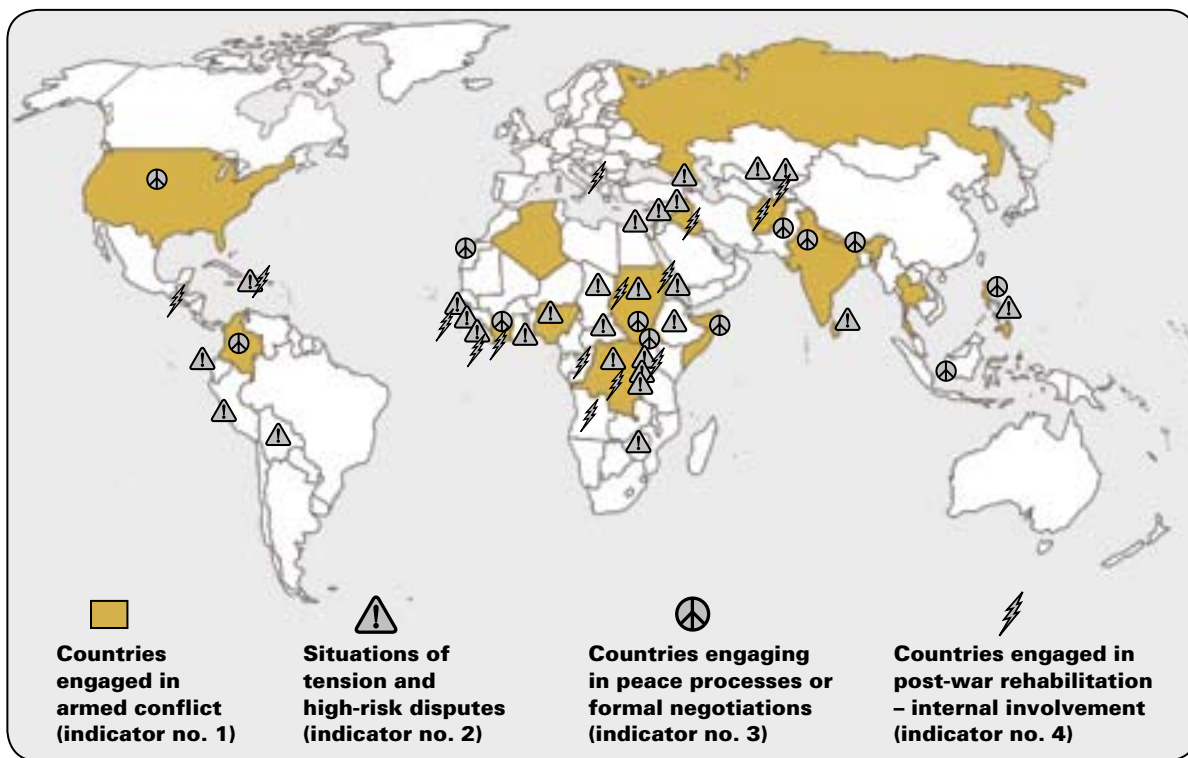 Countries
engaged in
armed conflict
(indicator no. 1)
Situations of
tension and
high-risk disputes
(indicator no. 2)
Countries engaging
in peace processes or
formal negotiations
(indicator no. 3)
Countries engaged in
post-war rehabilitation
– internal involvement
(indicator no. 4)